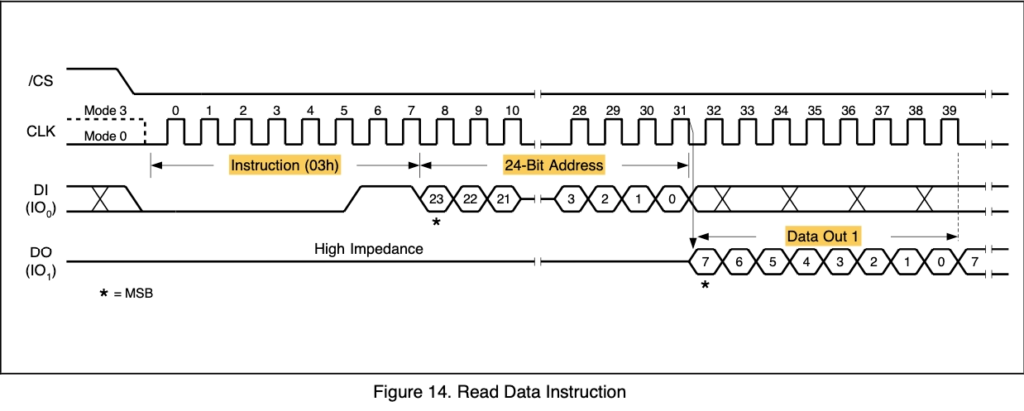 /CS
Mode 3 0 1 2 3 4 5 6 7 8 9 10 28 29 30 31 32 33 34 35 36 37 38 39
CLK
Mode 0
Instruction (03h) 24-Bit Address
DI
(IO0)
23 22 21 3 2 1 0
*
Data Out 1
High Impedance
DO
(IO1)
7 6 5 4 3 2 1 0 7
*
* = MSB
Figure 14. Read Data Instruction